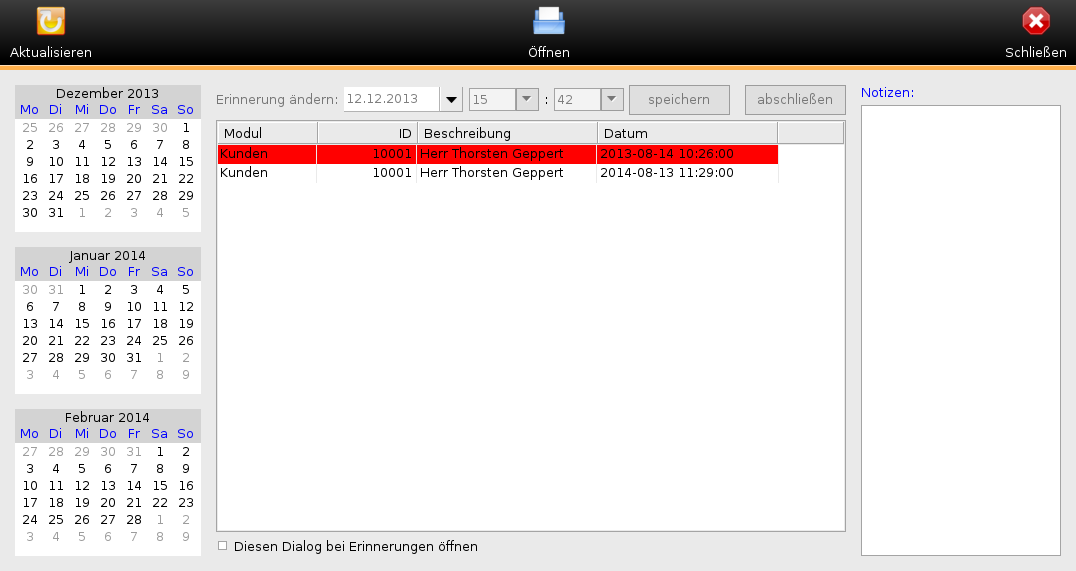 Aktualisieren Öffnen Schließen
Dezember 2013
Mo Di Mi Do Fr Sa So
25 26 27 28 29 30 1
2 3 4 5 6 7 8
9 10 11 12 13 14 15
16 17 18 19 20 21 22
23 24 25 26 27 28 29
30 31 1 2 3 4 5
Januar 2014
Mo Di Mi Do Fr Sa So
30 31 1 2 3 4 5
6 7 8 9 10 11 12
13 14 15 16 17 18 19
20 21 22 23 24 25 26
27 28 29 30 31 1 2
3 4 5 6 7 8 9
Februar 2014
Mo Di Mi Do Fr Sa So
27 28 29 30 31 1 2
3 4 5 6 7 8 9
10 11 12 13 14 15 16
17 18 19 20 21 22 23
24 25 26 27 28 1 2
3 4 5 6 7 8 9
Erinnerung ändern: 12.12.2013 15 : 42 speichern abschließen
Modul ID Beschreibung Datum
Kunden 10001 Herr Thorsten Geppert 2013-08-14 10:26:00
Kunden 10001 Herr Thorsten Geppert 2014-08-13 11:29:00
Diesen Dialog bei Erinnerungen öffnen
Notizen: